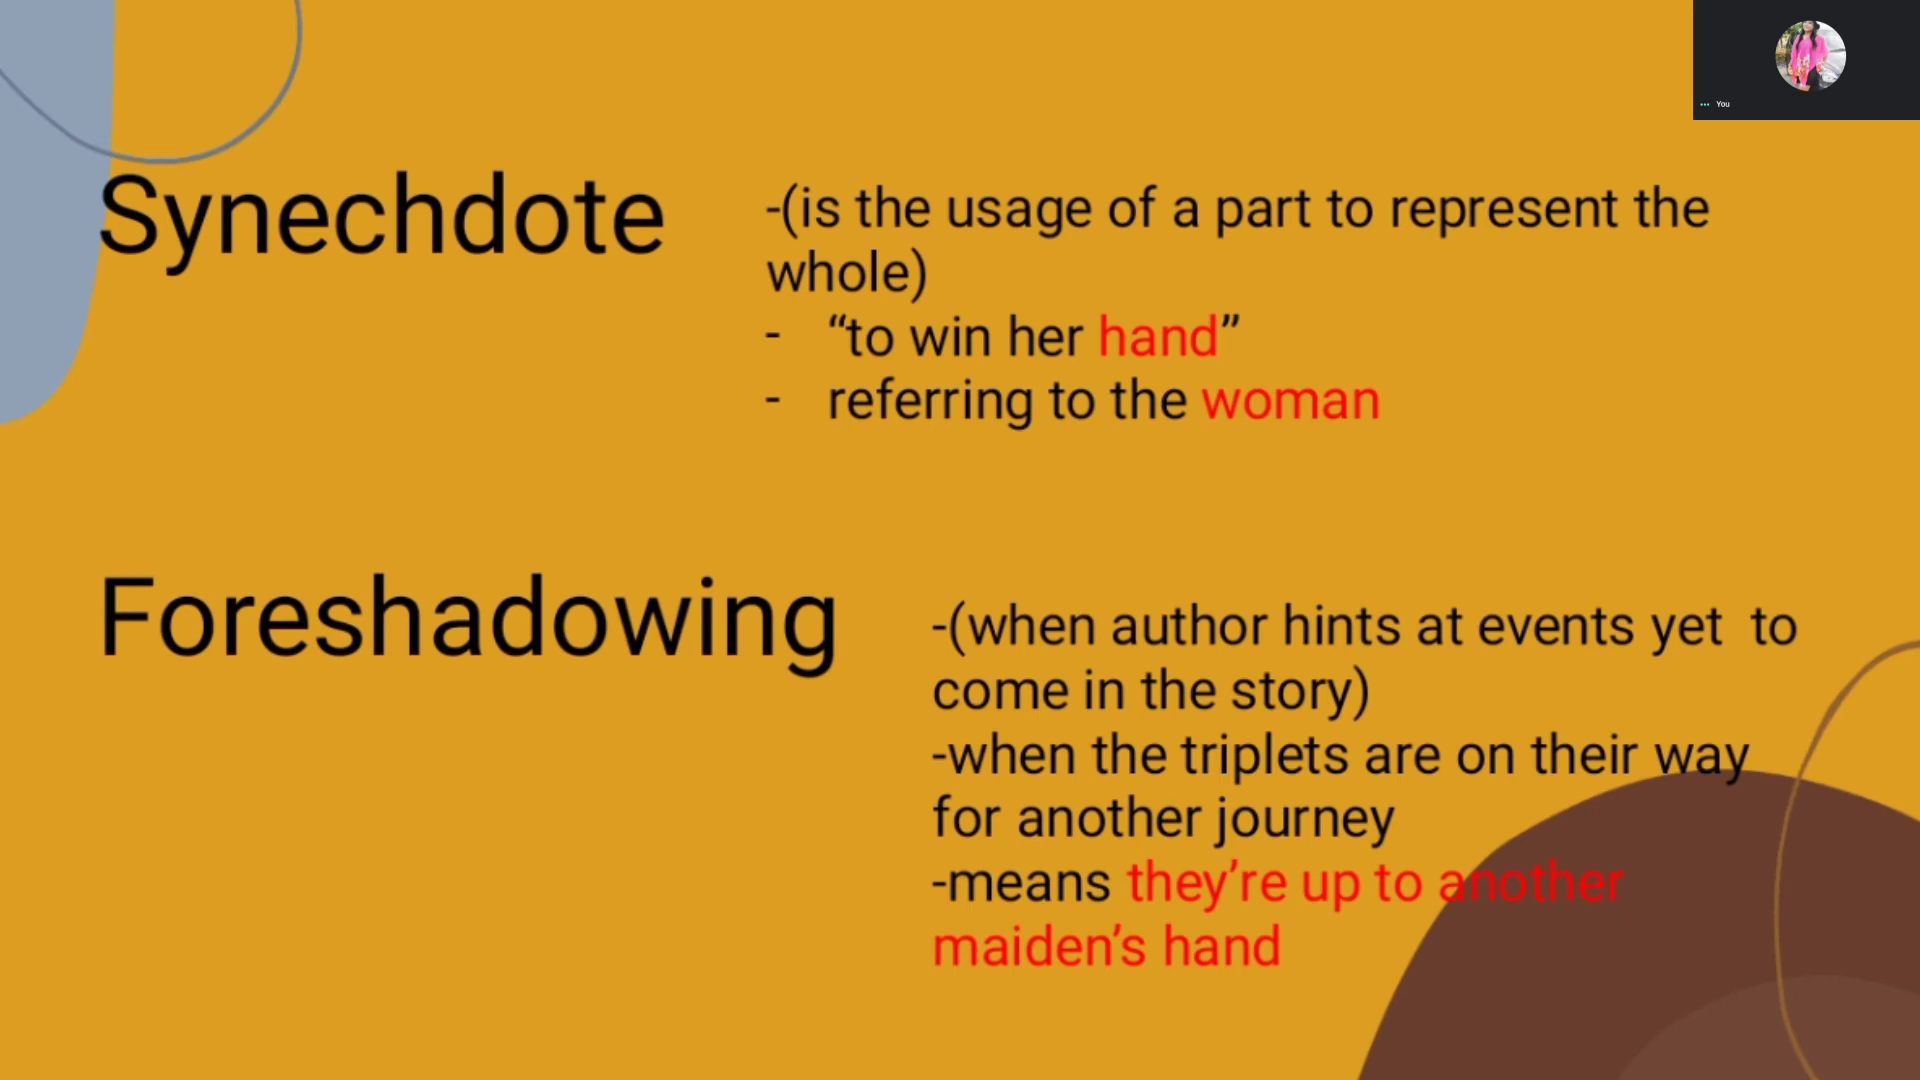 You
Synechdote
-(is the usage of a part to represent the
whole)
- “to win her hand”
- referring to the woman
Foreshadowing
-(when author hints at events yet  to
come in the story)
-when the triplets are on their way
for another journey
-means they’re up to another
maiden’s hand